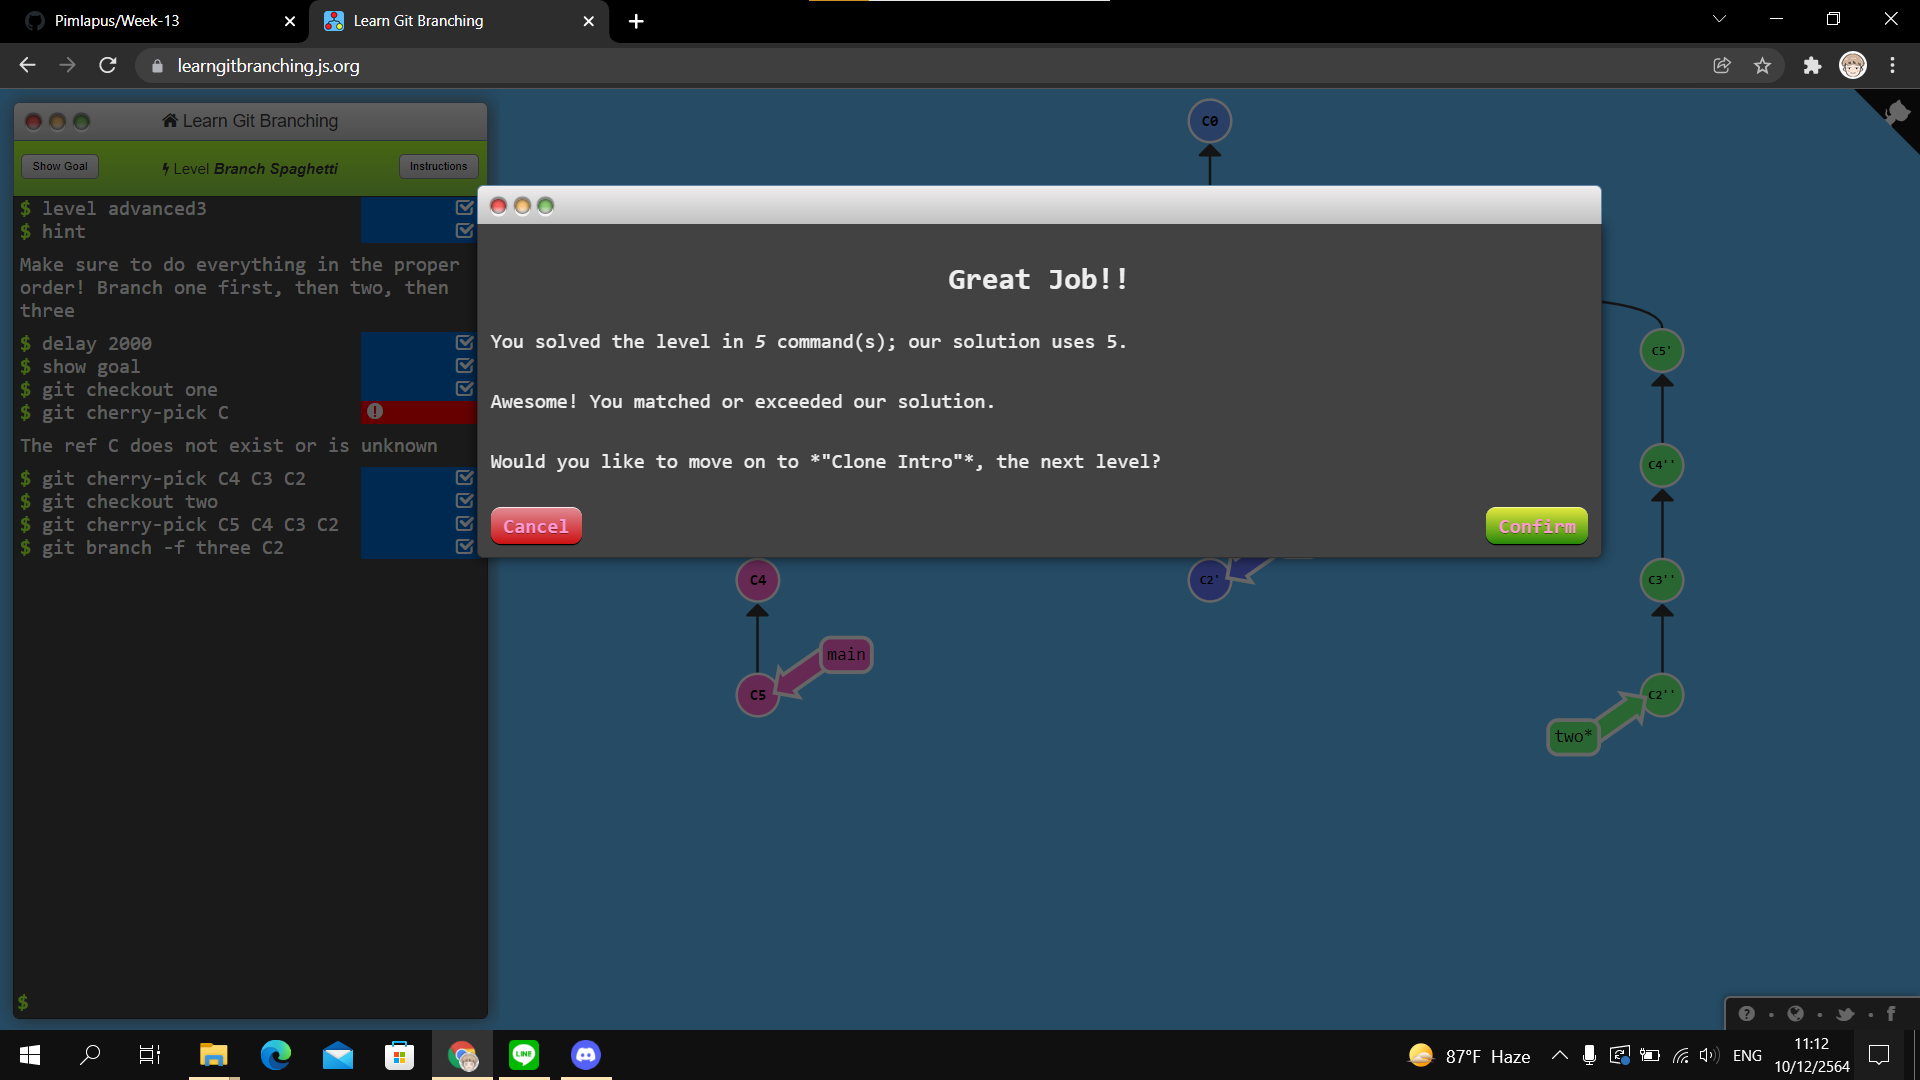 Pimlapus/Week-13
Learn Git Branching
learngitbranching.js.org
Learn Git Branching
Show Goal
Level Branch Spaghetti
Instructions
$ level advanced3
$ hint
Make sure to do everything in the proper
order! Branch one first, then two, then
three
$ delay 2000
$ show goal
$ git checkout one
$ git cherry-pick C
The ref C does not exist or is unknown
$ git cherry-pick C4 C3 C2
$ git checkout two
$ git cherry-pick C5 C4 C3 C2
$ git branch -f three C2
$
Great Job!!
You solved the level in 5 command(s); our solution uses 5.
Awesome! You matched or exceeded our solution.
Would you like to move on to *"Clone Intro"*, the next level?
Cancel
Confirm
C0
C5'
C4''
C4
C2'
C3''
main
C5
C2''
two*
87°F Haze
ENG
11:12
10/12/2564